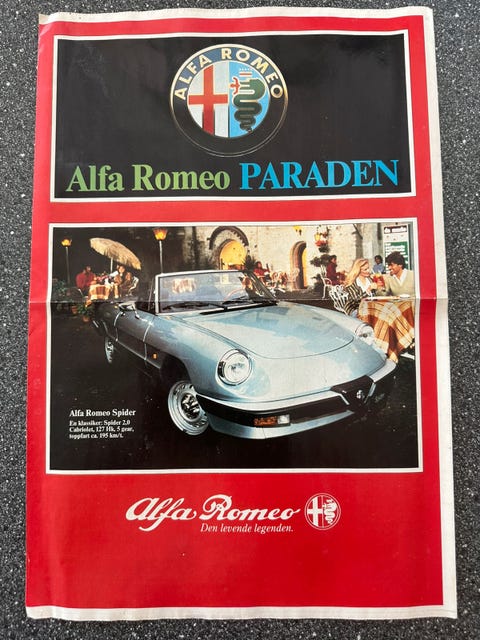 ALFA ROMEO
Alfa Romeo PARADEN
Alfa Romeo Spider
En klassiker: Spider 2,0
Cabriolet, 127 Hk, 5 gear,
toppfart ca. 195 km/t.
Alfa Romeo
Den levende legenden.